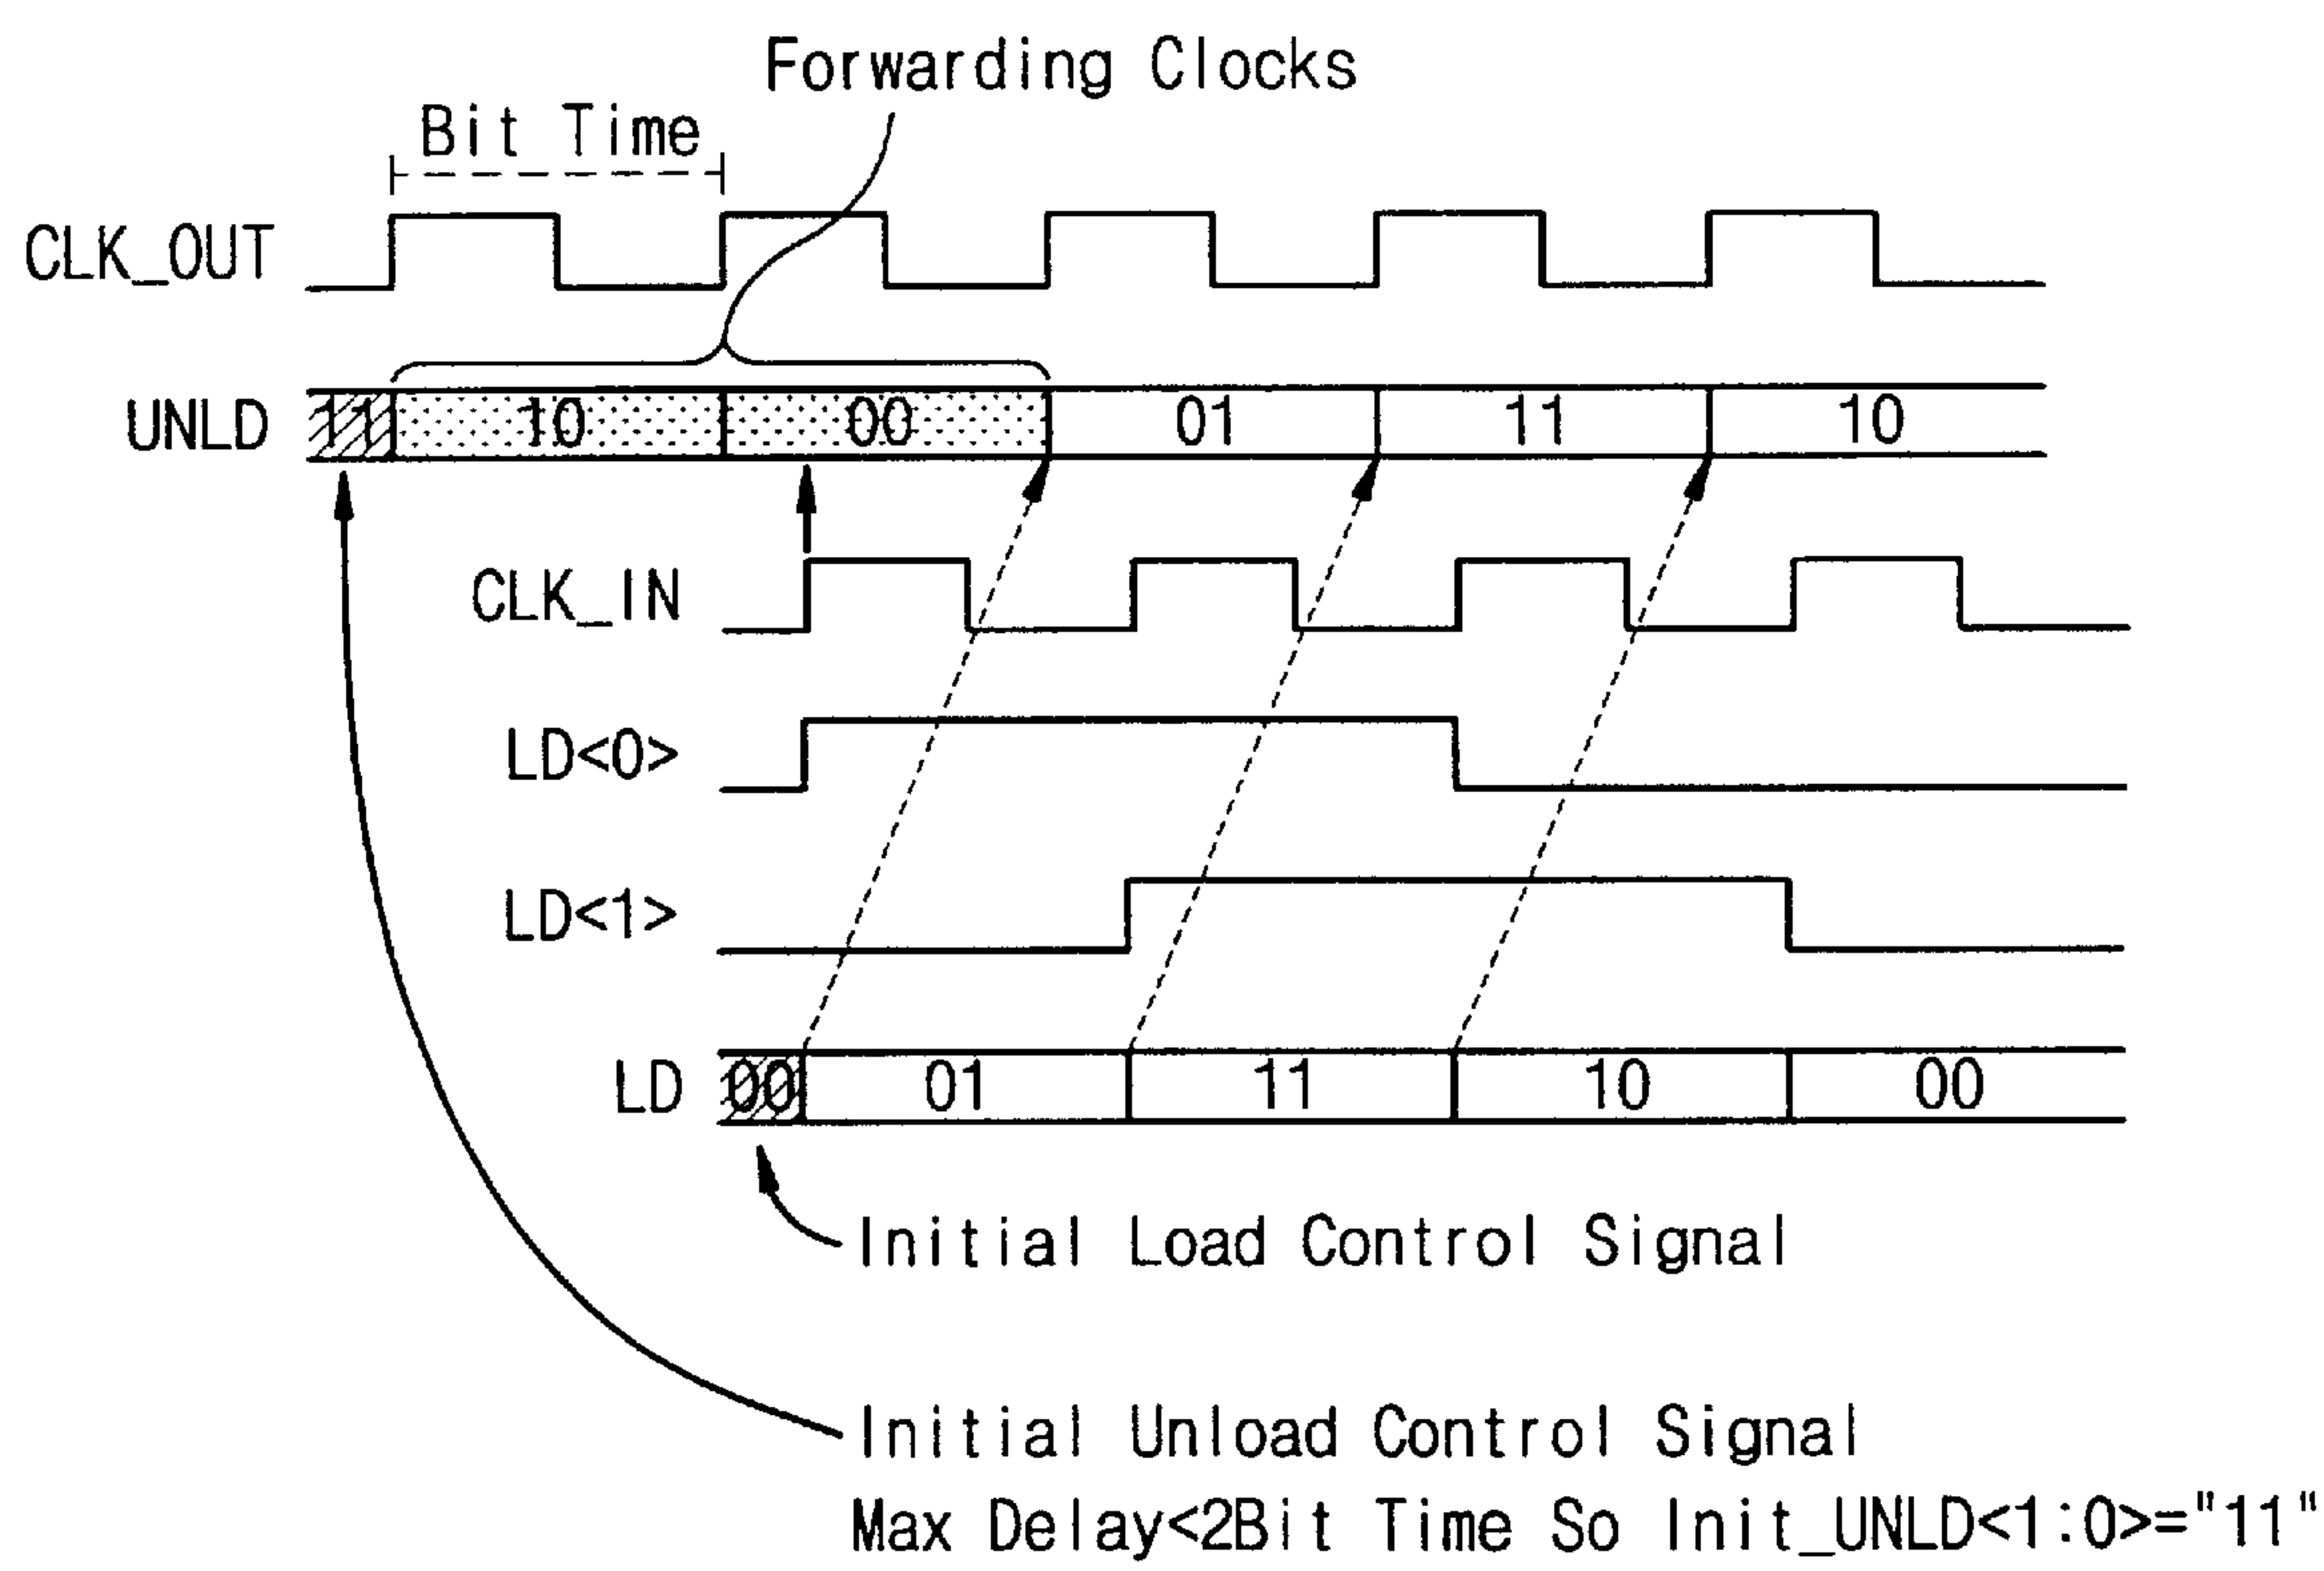 Forwarding Clocks
Bit Time
CLK_OUT
UNLD 11 10 00 01 11 10
CLK_IN
LD<0>
LD<1>
LD 00 01 11 10 00
Initial Load Control Signal
Initial Unload Control Signal
Max Delay<2Bit Time So Init_UNLD<1:0>="11"